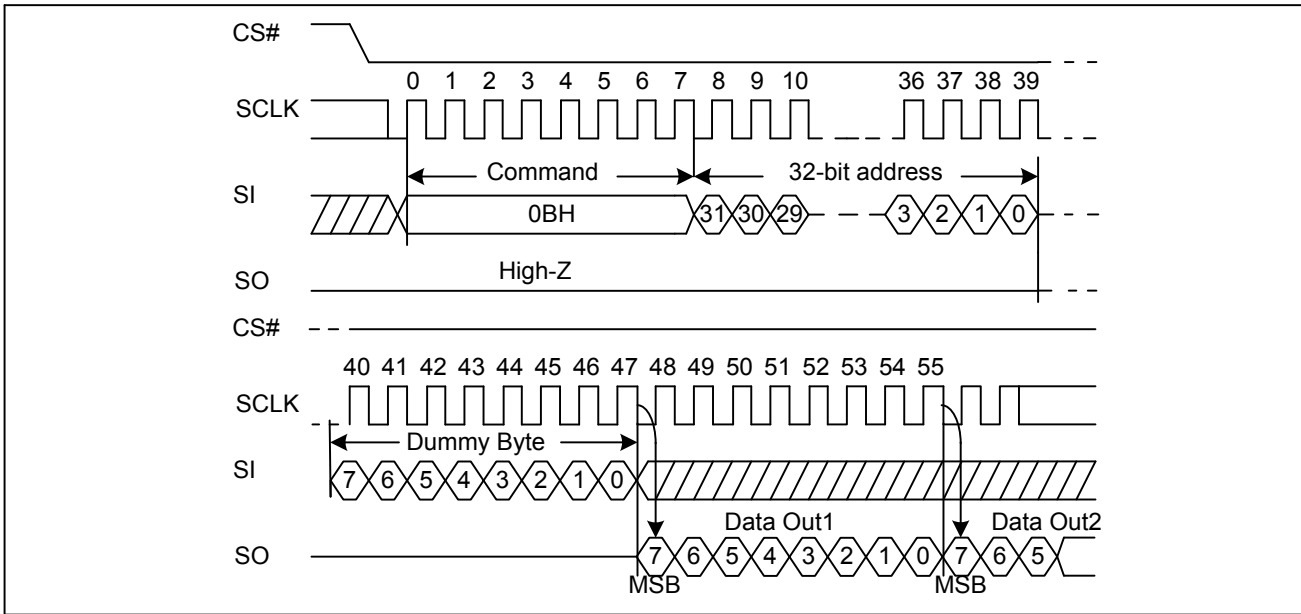 CS#
0 1 2 3 4 5 6 7 8 9 10 36 37 38 39
SCLK
Command 32-bit address
SI
0BH 31 30 29 3 2 1 0
High-Z
SO
CS#
40 41 42 43 44 45 46 47 48 49 50 51 52 53 54 55
SCLK
Dummy Byte
SI
7 6 5 4 3 2 1 0
Data Out1 Data Out2
SO
7 6 5 4 3 2 1 0 7 6 5
MSB MSB